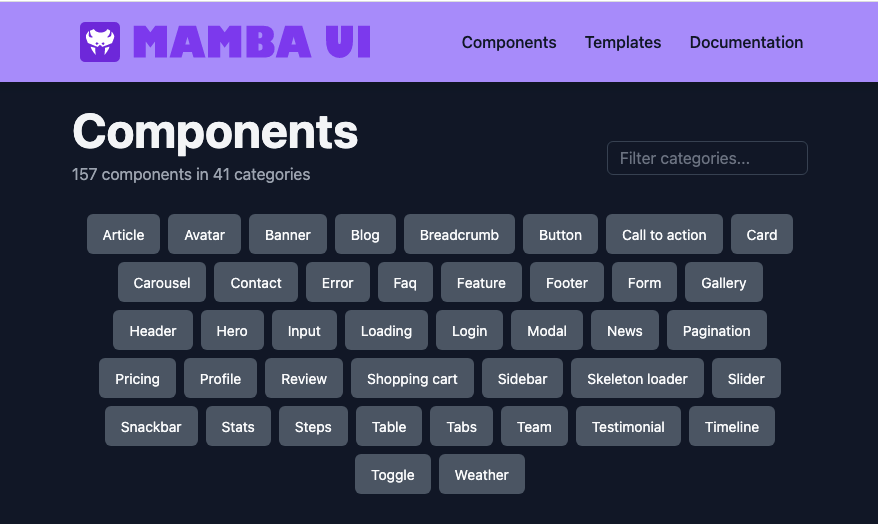 MAMBA UI
Components Templates Documentation
Components
157 components in 41 categories
Filter categories...
Article Avatar Banner Blog Breadcrumb Button Call to action Card
Carousel Contact Error Faq Feature Footer Form Gallery
Header Hero Input Loading Login Modal News Pagination
Pricing Profile Review Shopping cart Sidebar Skeleton loader Slider
Snackbar Stats Steps Table Tabs Team Testimonial Timeline
Toggle Weather